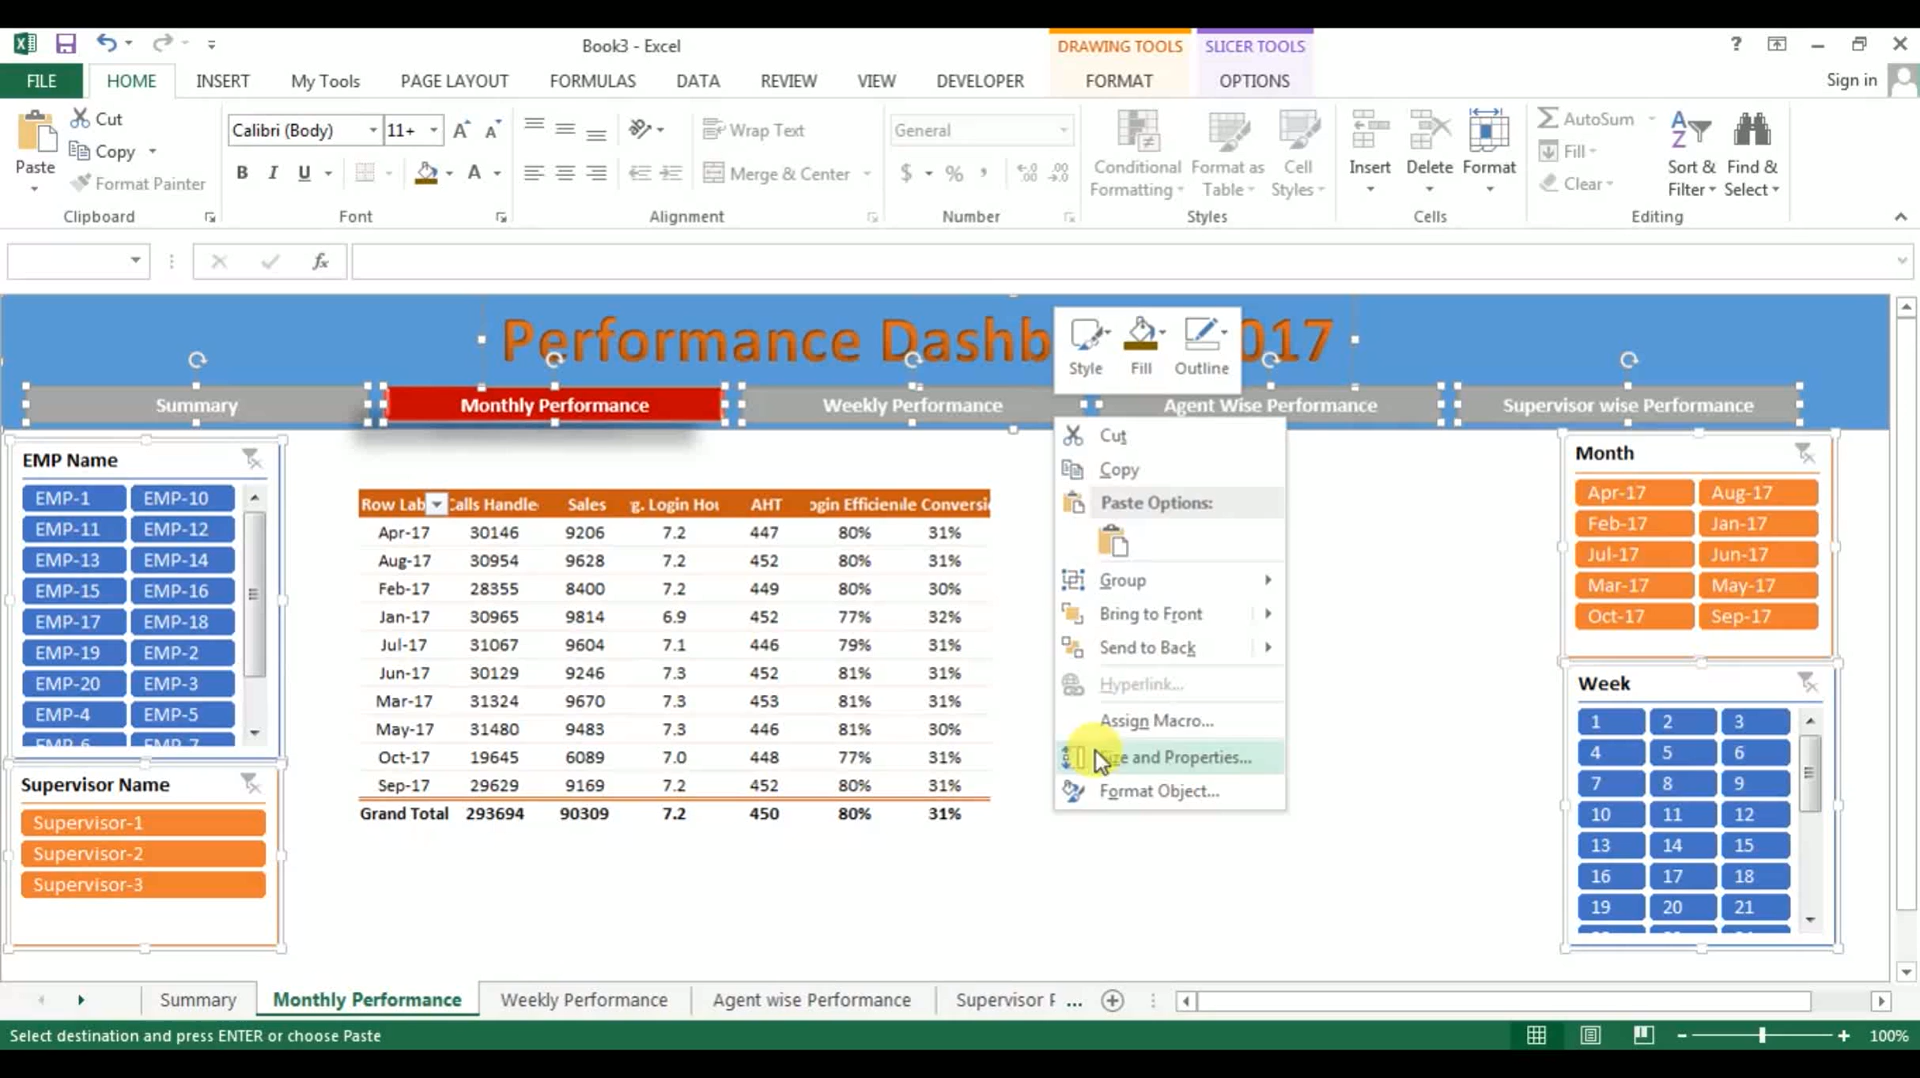 Book3 - Excel
DRAWING TOOLS
SLICER TOOLS
?
FILE
HOME
INSERT
My Tools
PAGE LAYOUT
FORMULAS
DATA
REVIEW
VIEW
DEVELOPER
FORMAT
OPTIONS
Sign in
Paste
Cut
Copy
Format Painter
Clipboard
Calibri (Body)
11+
B I U
Font
Wrap Text
Merge & Center
Alignment
General
$ %
Number
Conditional Formatting
Format as Table
Cell Styles
Styles
Insert
Delete
Format
Cells
AutoSum
Fill
Clear
Sort & Filter
Find & Select
Editing
fx
Performance Dashb 017
Style
Fill
Outline
Summary
Monthly Performance
Weekly Performance
Agent Wise Performance
Supervisor wise Performance
EMP Name
EMP-1 EMP-10
EMP-11 EMP-12
EMP-13 EMP-14
EMP-15 EMP-16
EMP-17 EMP-18
EMP-19 EMP-2
EMP-20 EMP-3
EMP-4 EMP-5
EMP-6 EMP-7
Supervisor Name
Supervisor-1
Supervisor-2
Supervisor-3
Row Lab Calls Handle Sales g. Login Hou AHT ogin Efficien le Conversi
Apr-17 30146 9206 7.2 447 80% 31%
Aug-17 30954 9628 7.2 452 80% 31%
Feb-17 28355 8400 7.2 449 80% 30%
Jan-17 30965 9814 6.9 452 77% 32%
Jul-17 31067 9604 7.1 446 79% 31%
Jun-17 30129 9246 7.3 452 81% 31%
Mar-17 31324 9670 7.3 453 81% 31%
May-17 31480 9483 7.3 446 81% 30%
Oct-17 19645 6089 7.0 448 77% 31%
Sep-17 29629 9169 7.2 452 80% 31%
Grand Total 293694 90309 7.2 450 80% 31%
Cut
Copy
Paste Options:
Group
Bring to Front
Send to Back
Hyperlink...
Assign Macro...
Size and Properties...
Format Object...
Month
Apr-17 Aug-17
Feb-17 Jan-17
Jul-17 Jun-17
Mar-17 May-17
Oct-17 Sep-17
Week
1 2 3
4 5 6
7 8 9
10 11 12
13 14 15
16 17 18
19 20 21
Summary
Monthly Performance
Weekly Performance
Agent wise Performance
Supervisor P ...
Select destination and press ENTER or choose Paste
100%